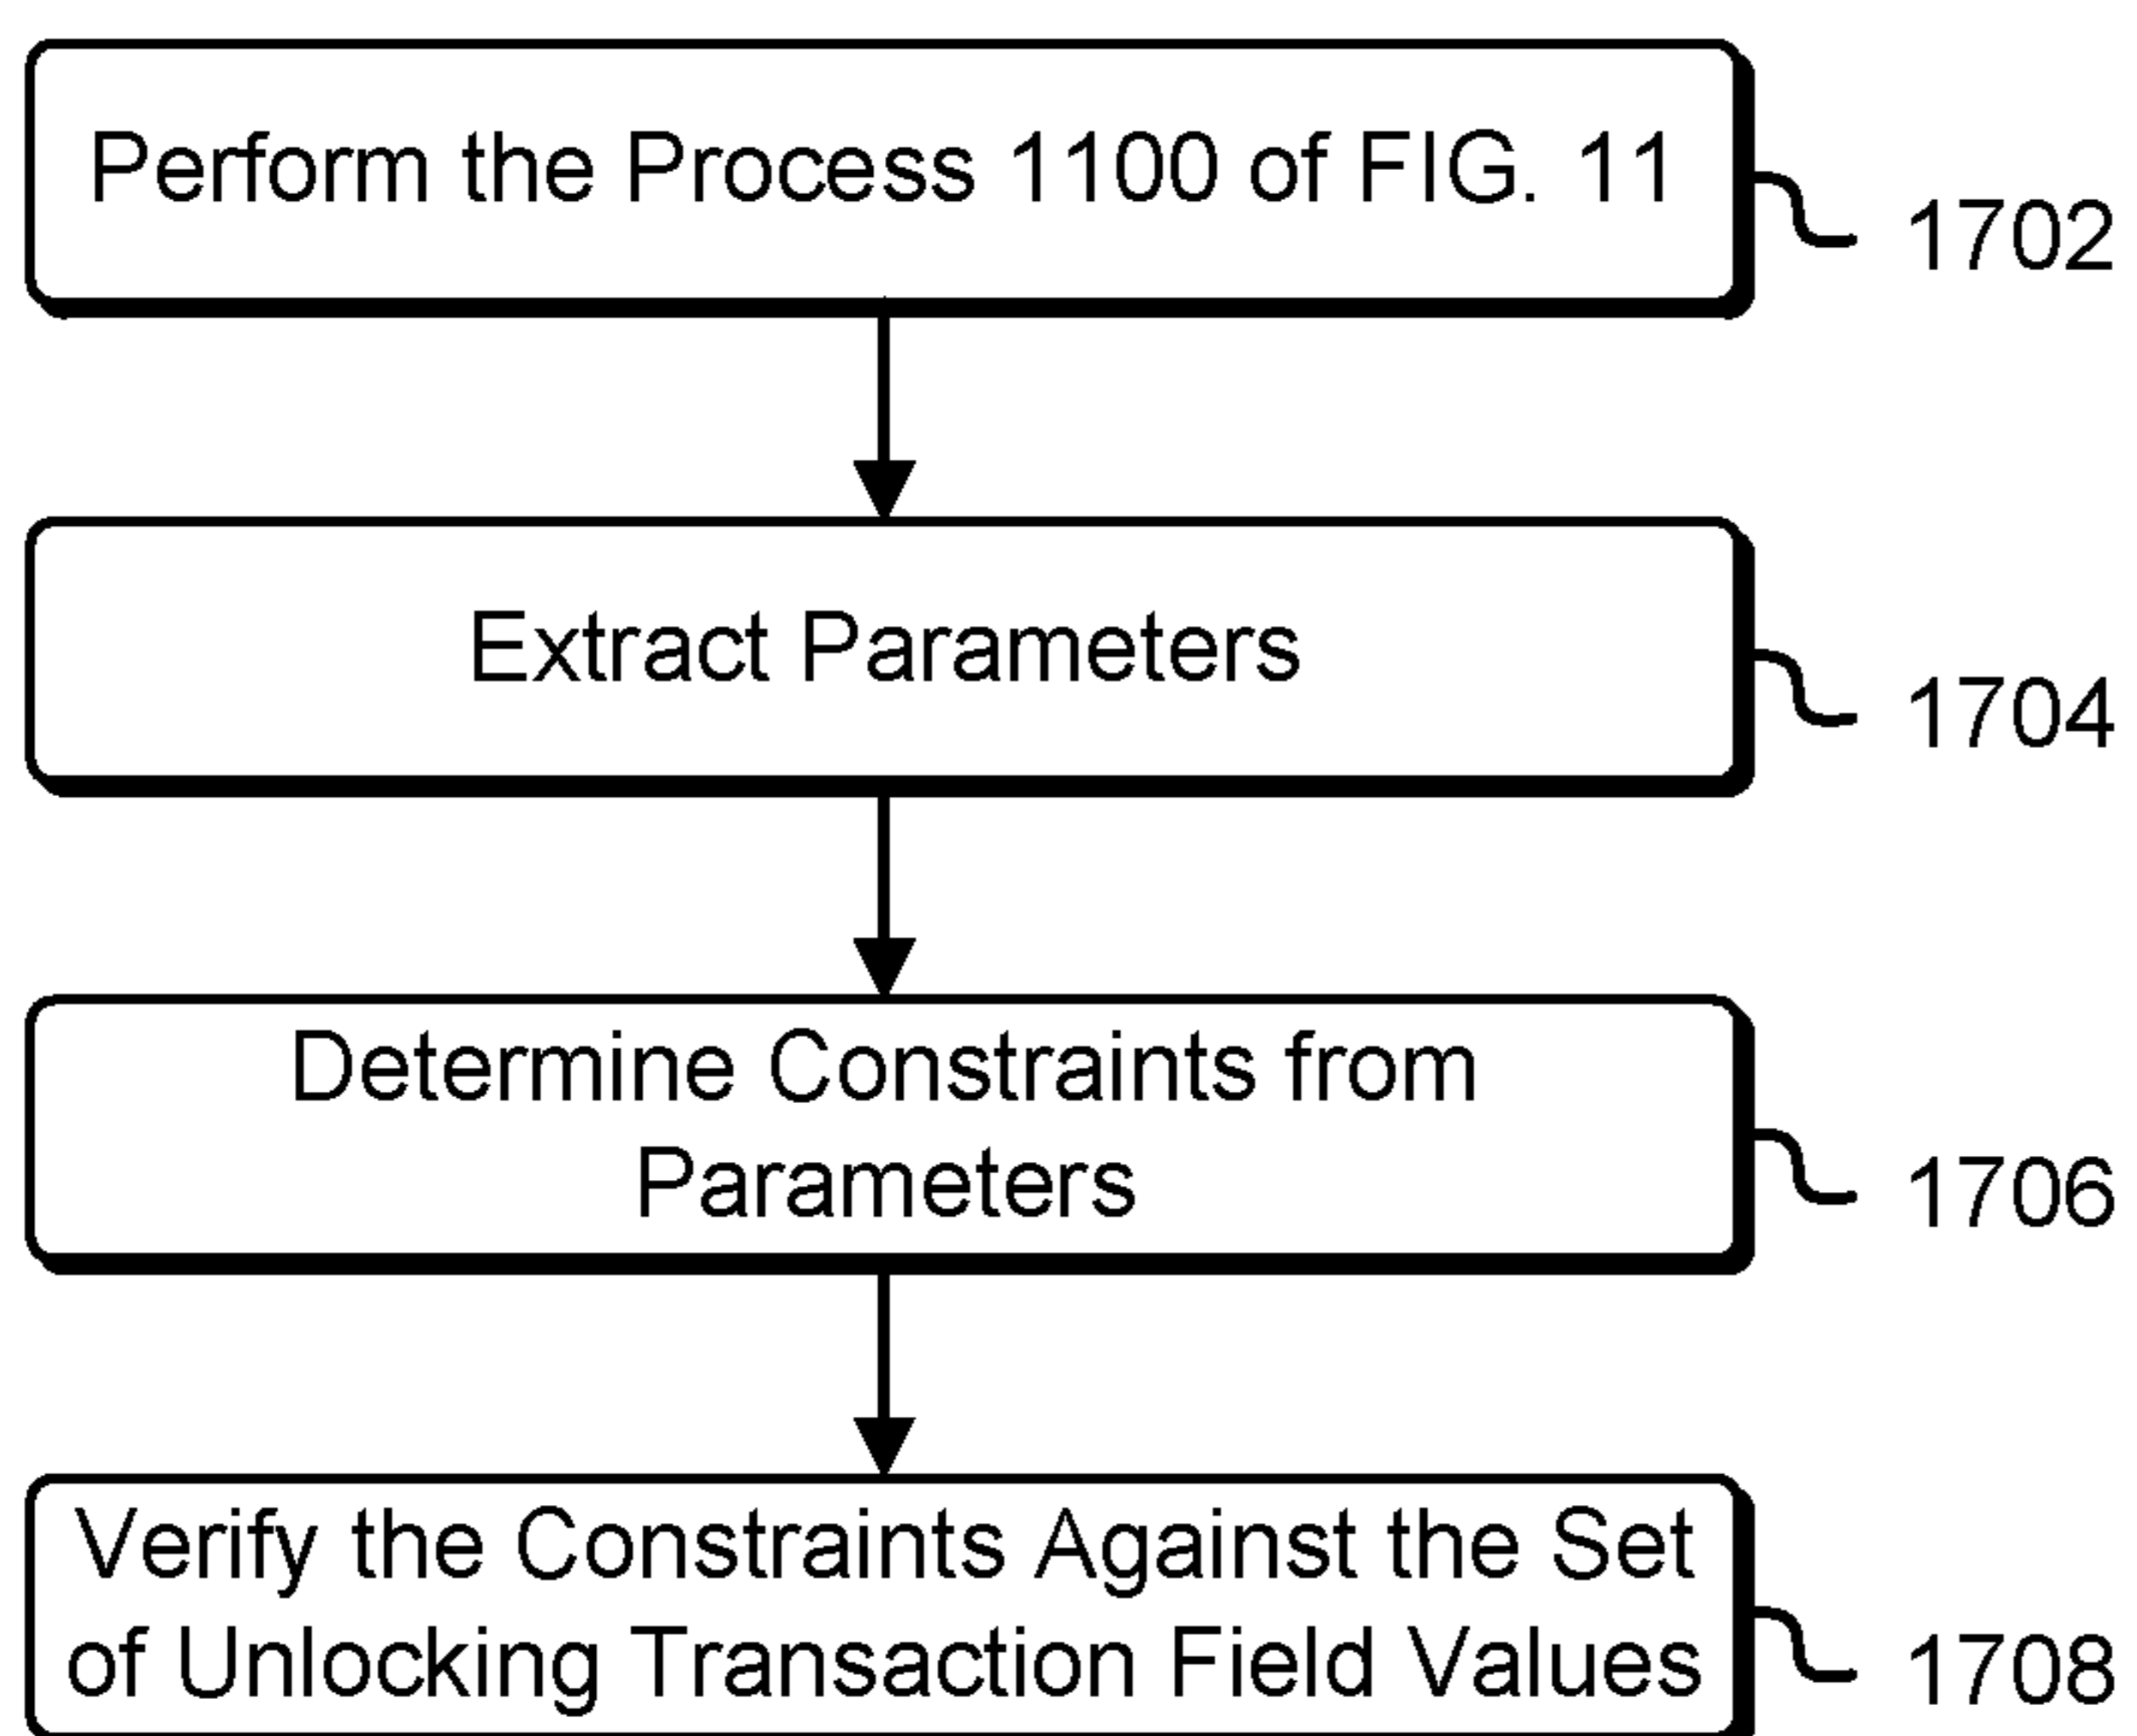 Perform the Process 1100 of FIG. 11
1702
Extract Parameters
1704
Determine Constraints from
Parameters
1706
Verify the Constraints Against the Set
of Unlocking Transaction Field Values
1708